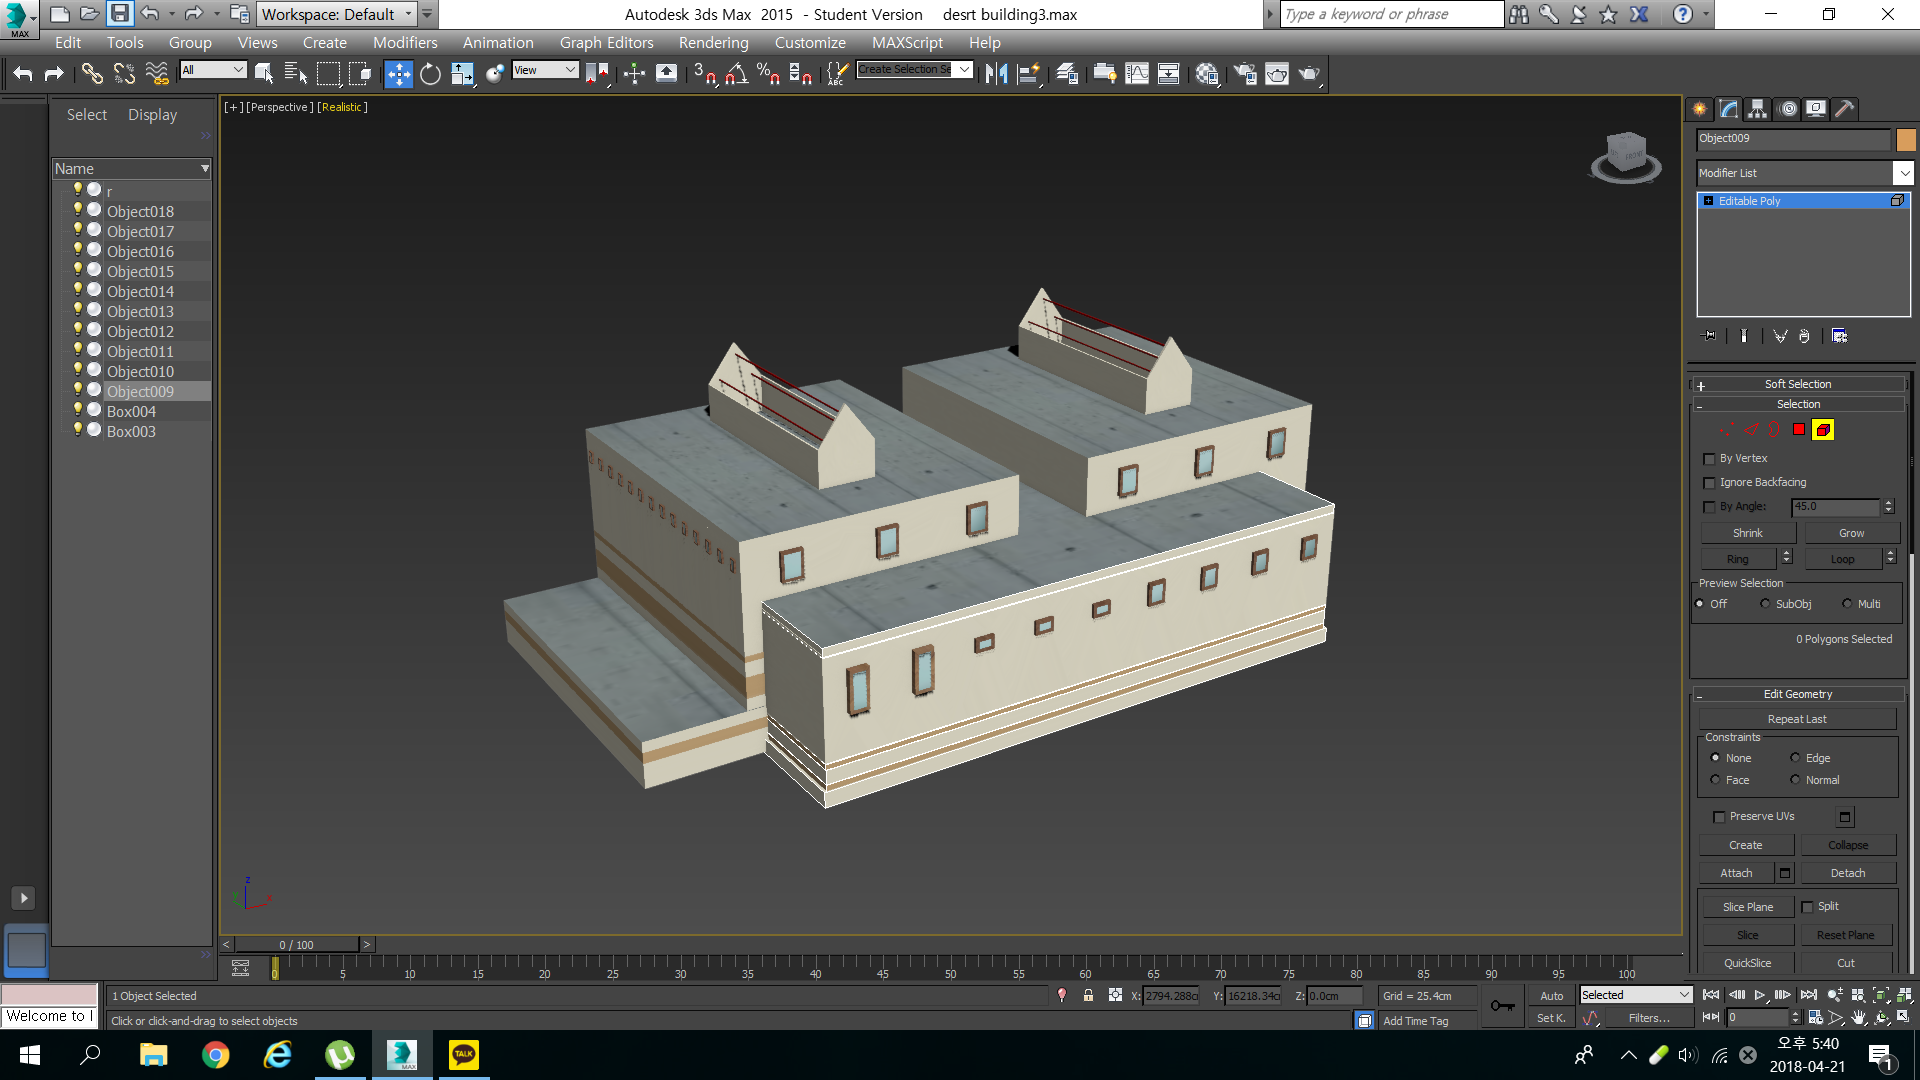 Workspace: Default
Autodesk 3ds Max 2015 - Student Version desrt building3.max
Type a keyword or phrase
MAX
Edit Tools Group Views Create Modifiers Animation Graph Editors Rendering Customize MAXScript Help
All
View
3
%
ABC
Create Selection Se
Select Display
[+] [Perspective] [Realistic]
Name
r
Object018
Object017
Object016
Object015
Object014
Object013
Object012
Object011
Object010
Object009
Box004
Box003
Object009
Modifier List
Editable Poly
+ Soft Selection
- Selection
By Vertex
Ignore Backfacing
By Angle: 45.0
Shrink Grow
Ring Loop
Preview Selection
Off SubObj Multi
0 Polygons Selected
- Edit Geometry
Repeat Last
Constraints
None Edge
Face Normal
Preserve UVs
Create Collapse
Attach Detach
Slice Plane Split
Slice Reset Plane
QuickSlice Cut
z
x
< 0 / 100 >
0 5 10 15 20 25 30 35 40 45 50 55 60 65 70 75 80 85 90 95 100
1 Object Selected
X: 2794.288c Y: 16218.34c Z: 0.0cm Grid = 25.4cm
Auto Selected
Welcome to
Click or click-and-drag to select objects
Add Time Tag
Set K. Filters... 0
MAX
TALK
오후 5:40
2018-04-21
1